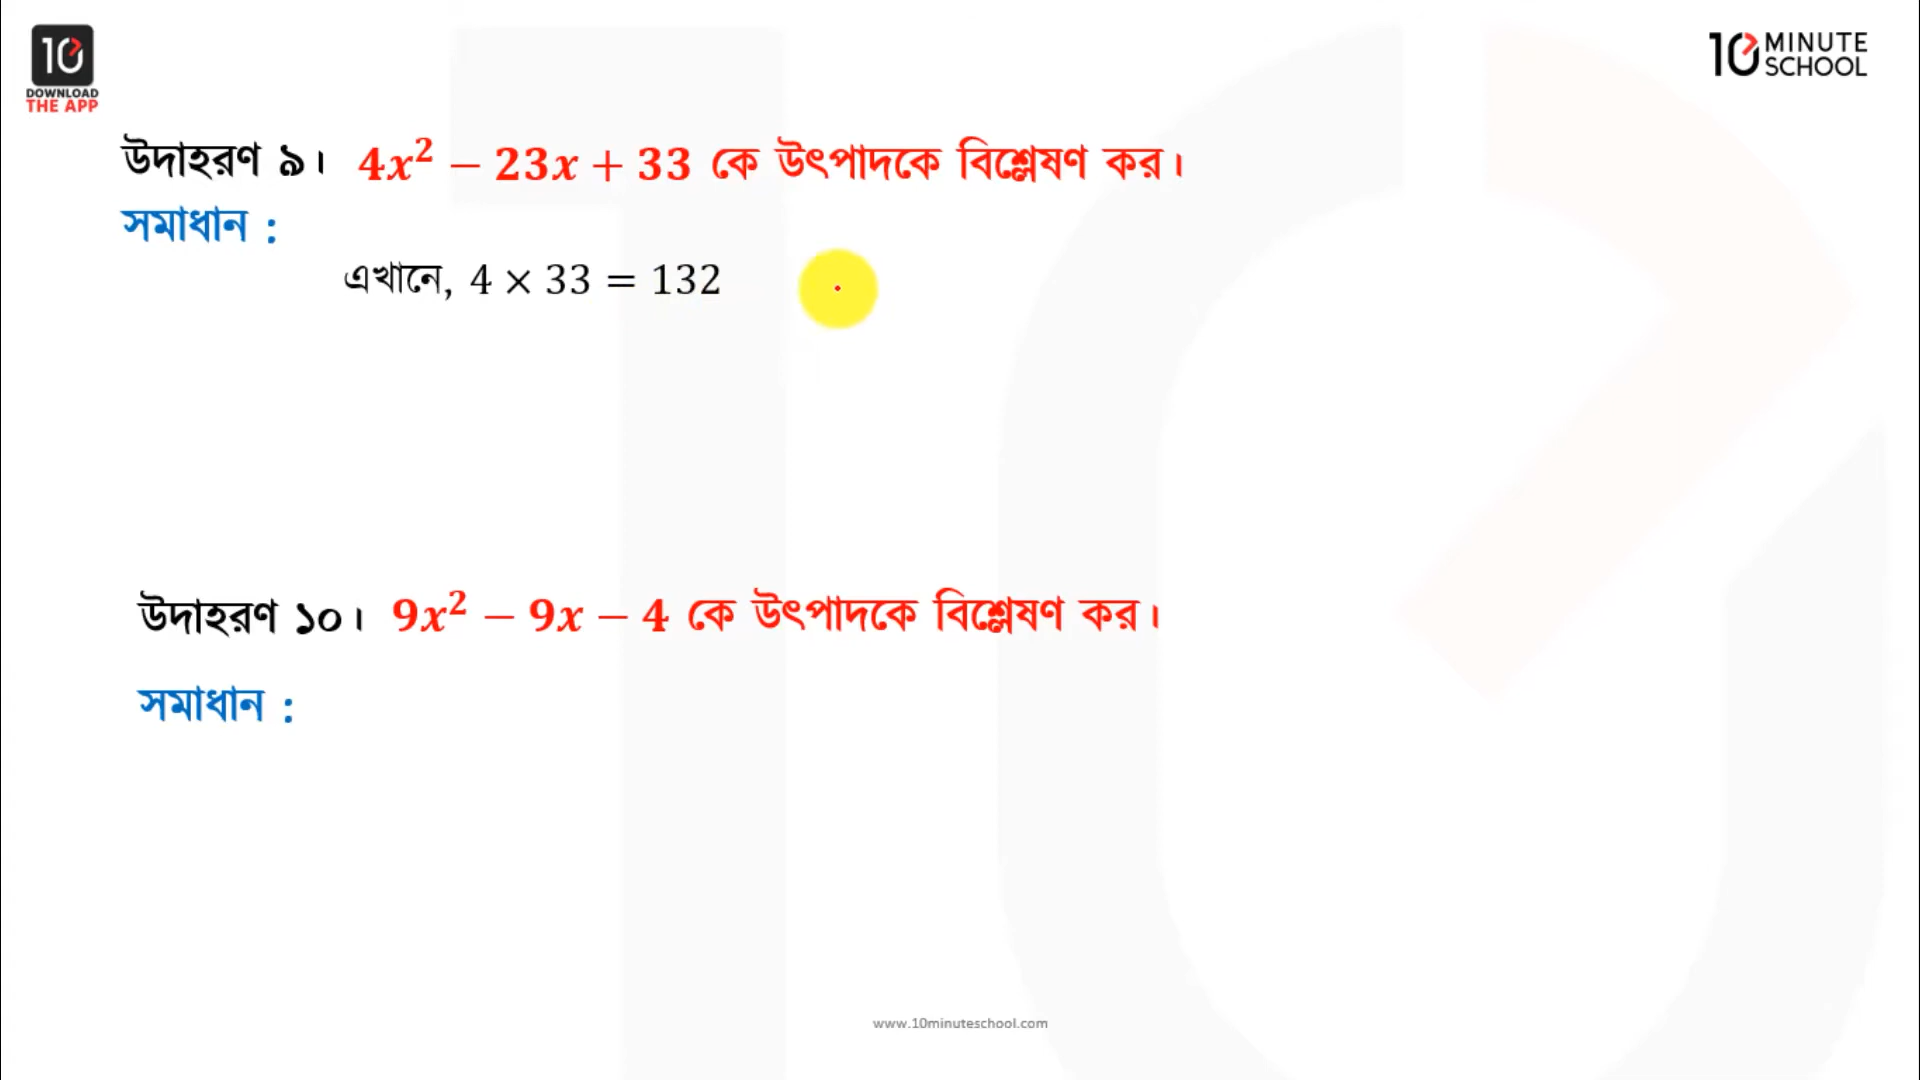 10
DOWNLOAD
THE APP
10 MINUTE
SCHOOL
উদাহরণ ৯। 4x² − 23x + 33 কে উৎপাদকে বিশ্লেষণ কর।
সমাধান :
এখানে, 4 × 33 = 132
উদাহরণ ১০। 9x² − 9x − 4 কে উৎপাদকে বিশ্লেষণ কর।
সমাধান :
www.10minuteschool.com